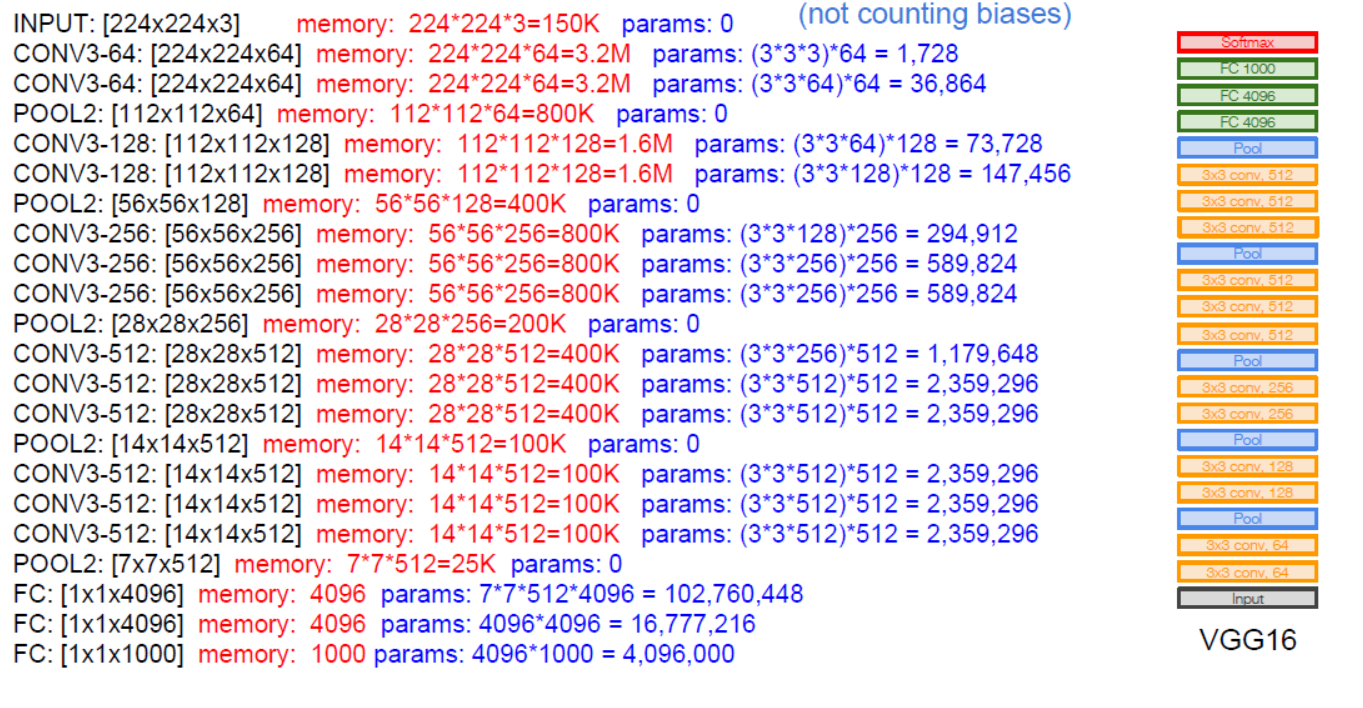 (not counting biases)
INPUT: [224x224x3] memory: 224*224*3=150K params: 0
CONV3-64: [224x224x64] memory: 224*224*64=3.2M params: (3*3*3)*64 = 1,728
CONV3-64: [224x224x64] memory: 224*224*64=3.2M params: (3*3*64)*64 = 36,864
POOL2: [112x112x64] memory: 112*112*64=800K params: 0
CONV3-128: [112x112x128] memory: 112*112*128=1.6M params: (3*3*64)*128 = 73,728
CONV3-128: [112x112x128] memory: 112*112*128=1.6M params: (3*3*128)*128 = 147,456
POOL2: [56x56x128] memory: 56*56*128=400K params: 0
CONV3-256: [56x56x256] memory: 56*56*256=800K params: (3*3*128)*256 = 294,912
CONV3-256: [56x56x256] memory: 56*56*256=800K params: (3*3*256)*256 = 589,824
CONV3-256: [56x56x256] memory: 56*56*256=800K params: (3*3*256)*256 = 589,824
POOL2: [28x28x256] memory: 28*28*256=200K params: 0
CONV3-512: [28x28x512] memory: 28*28*512=400K params: (3*3*256)*512 = 1,179,648
CONV3-512: [28x28x512] memory: 28*28*512=400K params: (3*3*512)*512 = 2,359,296
CONV3-512: [28x28x512] memory: 28*28*512=400K params: (3*3*512)*512 = 2,359,296
POOL2: [14x14x512] memory: 14*14*512=100K params: 0
CONV3-512: [14x14x512] memory: 14*14*512=100K params: (3*3*512)*512 = 2,359,296
CONV3-512: [14x14x512] memory: 14*14*512=100K params: (3*3*512)*512 = 2,359,296
CONV3-512: [14x14x512] memory: 14*14*512=100K params: (3*3*512)*512 = 2,359,296
POOL2: [7x7x512] memory: 7*7*512=25K params: 0
FC: [1x1x4096] memory: 4096 params: 7*7*512*4096 = 102,760,448
FC: [1x1x4096] memory: 4096 params: 4096*4096 = 16,777,216
FC: [1x1x1000] memory: 1000 params: 4096*1000 = 4,096,000
Softmax
FC 1000
FC 4096
FC 4096
Pool
3x3 conv, 512
3x3 conv, 512
3x3 conv, 512
Pool
3x3 conv, 512
3x3 conv, 512
3x3 conv, 512
Pool
3x3 conv, 256
3x3 conv, 256
Pool
3x3 conv, 128
3x3 conv, 128
Pool
3x3 conv, 64
3x3 conv, 64
Input
VGG16